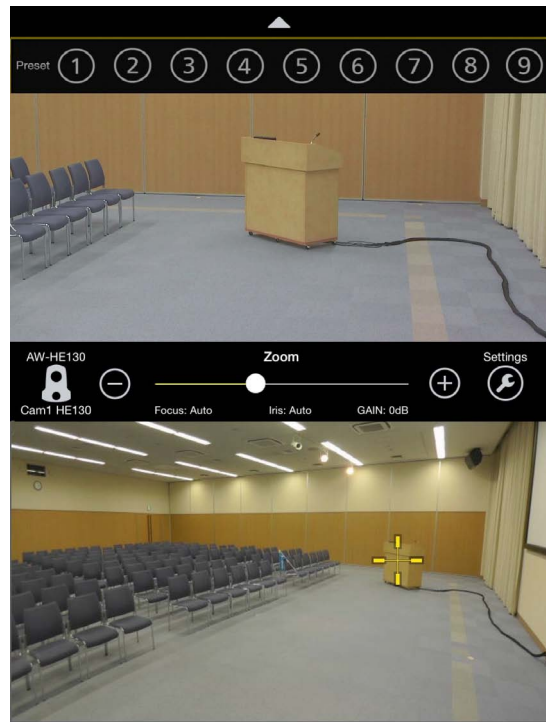 Preset 1 2 3 4 5 6 7 8 9
AW-HE130 Zoom Settings
Cam1 HE130 Focus: Auto Iris: Auto GAIN: 0dB